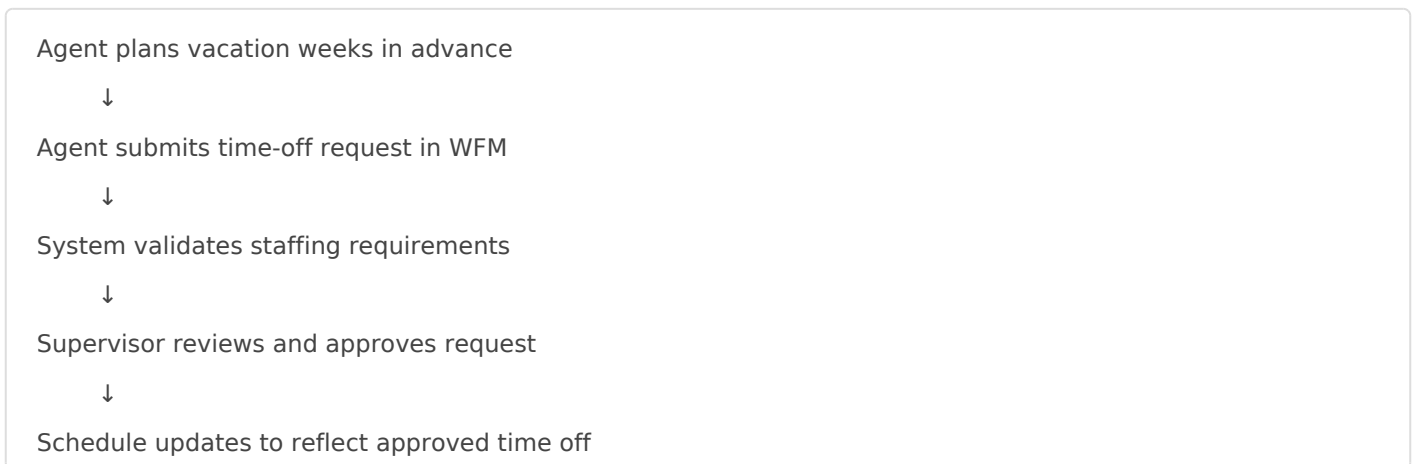 Agent plans vacation weeks in advance
↓
Agent submits time-off request in WFM
↓
System validates staffing requirements
↓
Supervisor reviews and approves request
↓
Schedule updates to reflect approved time off